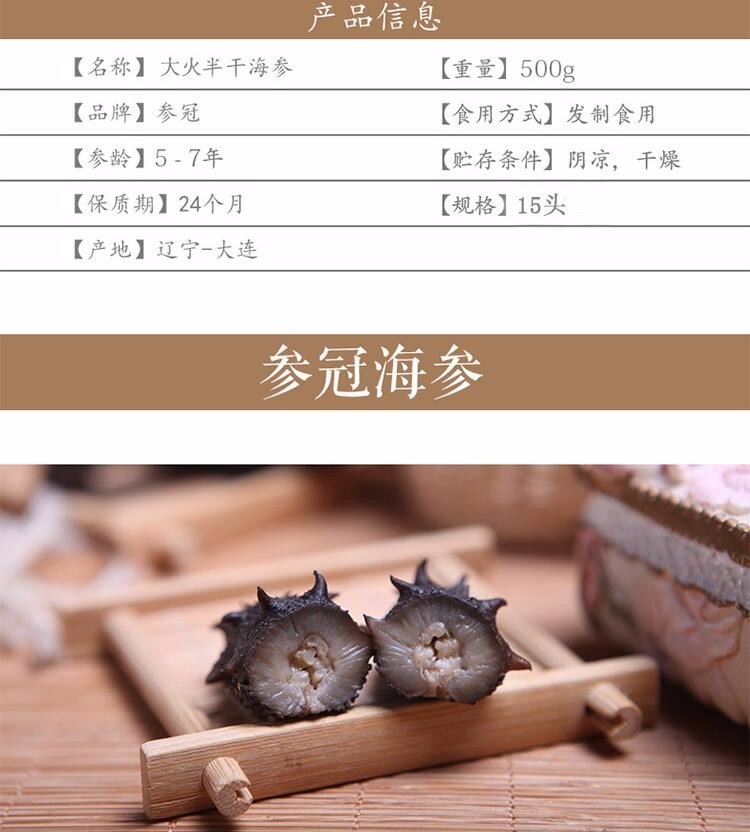 产品信息
【名称】大火半干海参 【重量】500g
【品牌】参冠 【食用方式】发制食用
【参龄】5-7年 【贮存条件】阴凉，干燥
【保质期】24个月 【规格】15头
【产地】辽宁-大连
参冠海参